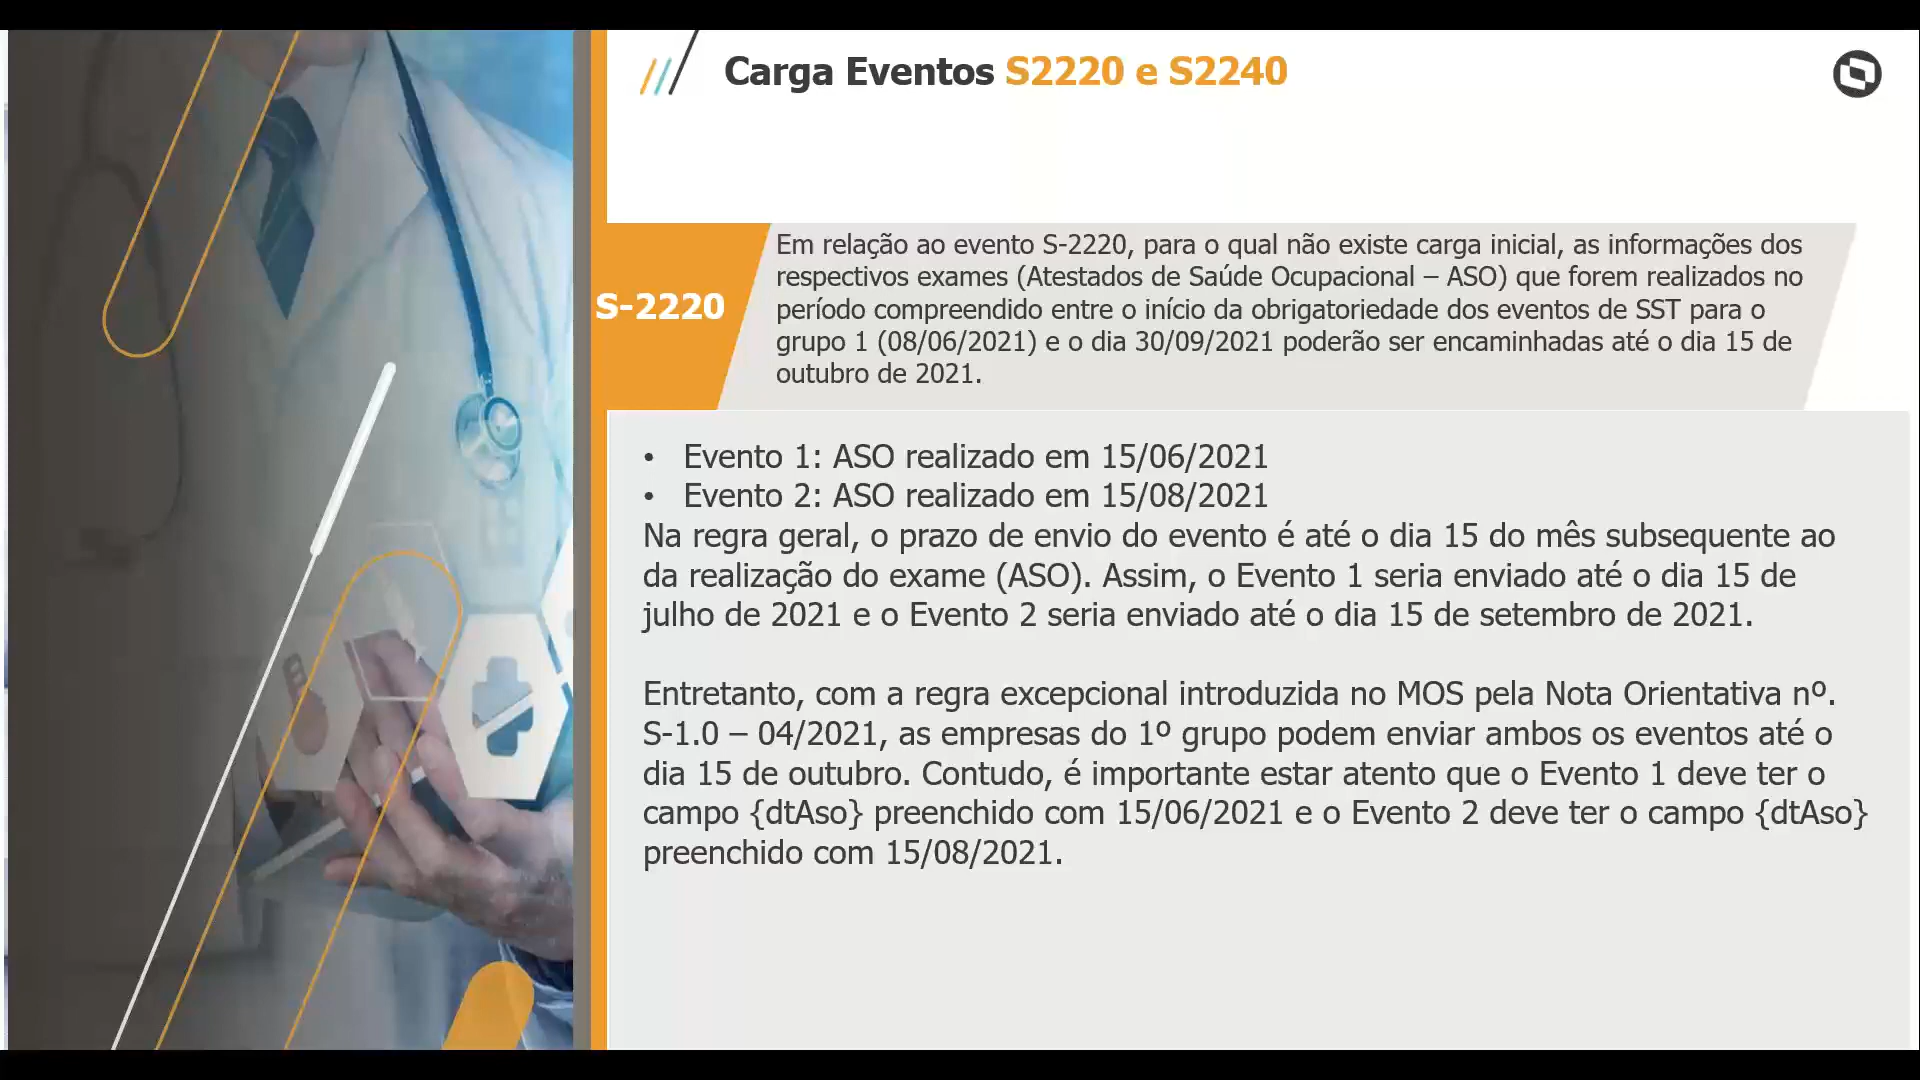 Carga Eventos S2220 e S2240
S-2220
Em relação ao evento S-2220, para o qual não existe carga inicial, as informações dos
respectivos exames (Atestados de Saúde Ocupacional – ASO) que forem realizados no
período compreendido entre o início da obrigatoriedade dos eventos de SST para o
grupo 1 (08/06/2021) e o dia 30/09/2021 poderão ser encaminhadas até o dia 15 de
outubro de 2021.
• Evento 1: ASO realizado em 15/06/2021
• Evento 2: ASO realizado em 15/08/2021
Na regra geral, o prazo de envio do evento é até o dia 15 do mês subsequente ao
da realização do exame (ASO). Assim, o Evento 1 seria enviado até o dia 15 de
julho de 2021 e o Evento 2 seria enviado até o dia 15 de setembro de 2021.
Entretanto, com a regra excepcional introduzida no MOS pela Nota Orientativa nº.
S-1.0 – 04/2021, as empresas do 1º grupo podem enviar ambos os eventos até o
dia 15 de outubro. Contudo, é importante estar atento que o Evento 1 deve ter o
campo {dtAso} preenchido com 15/06/2021 e o Evento 2 deve ter o campo {dtAso}
preenchido com 15/08/2021.